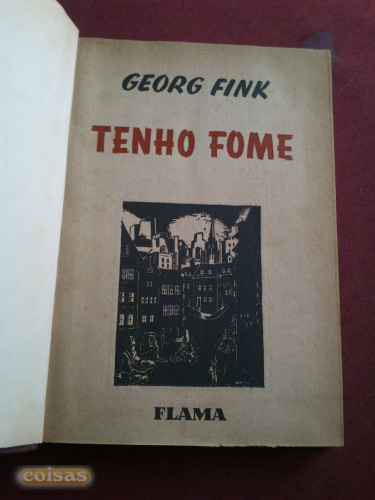 GEORG FINK
TENHO FOME
FLAMA
coisas